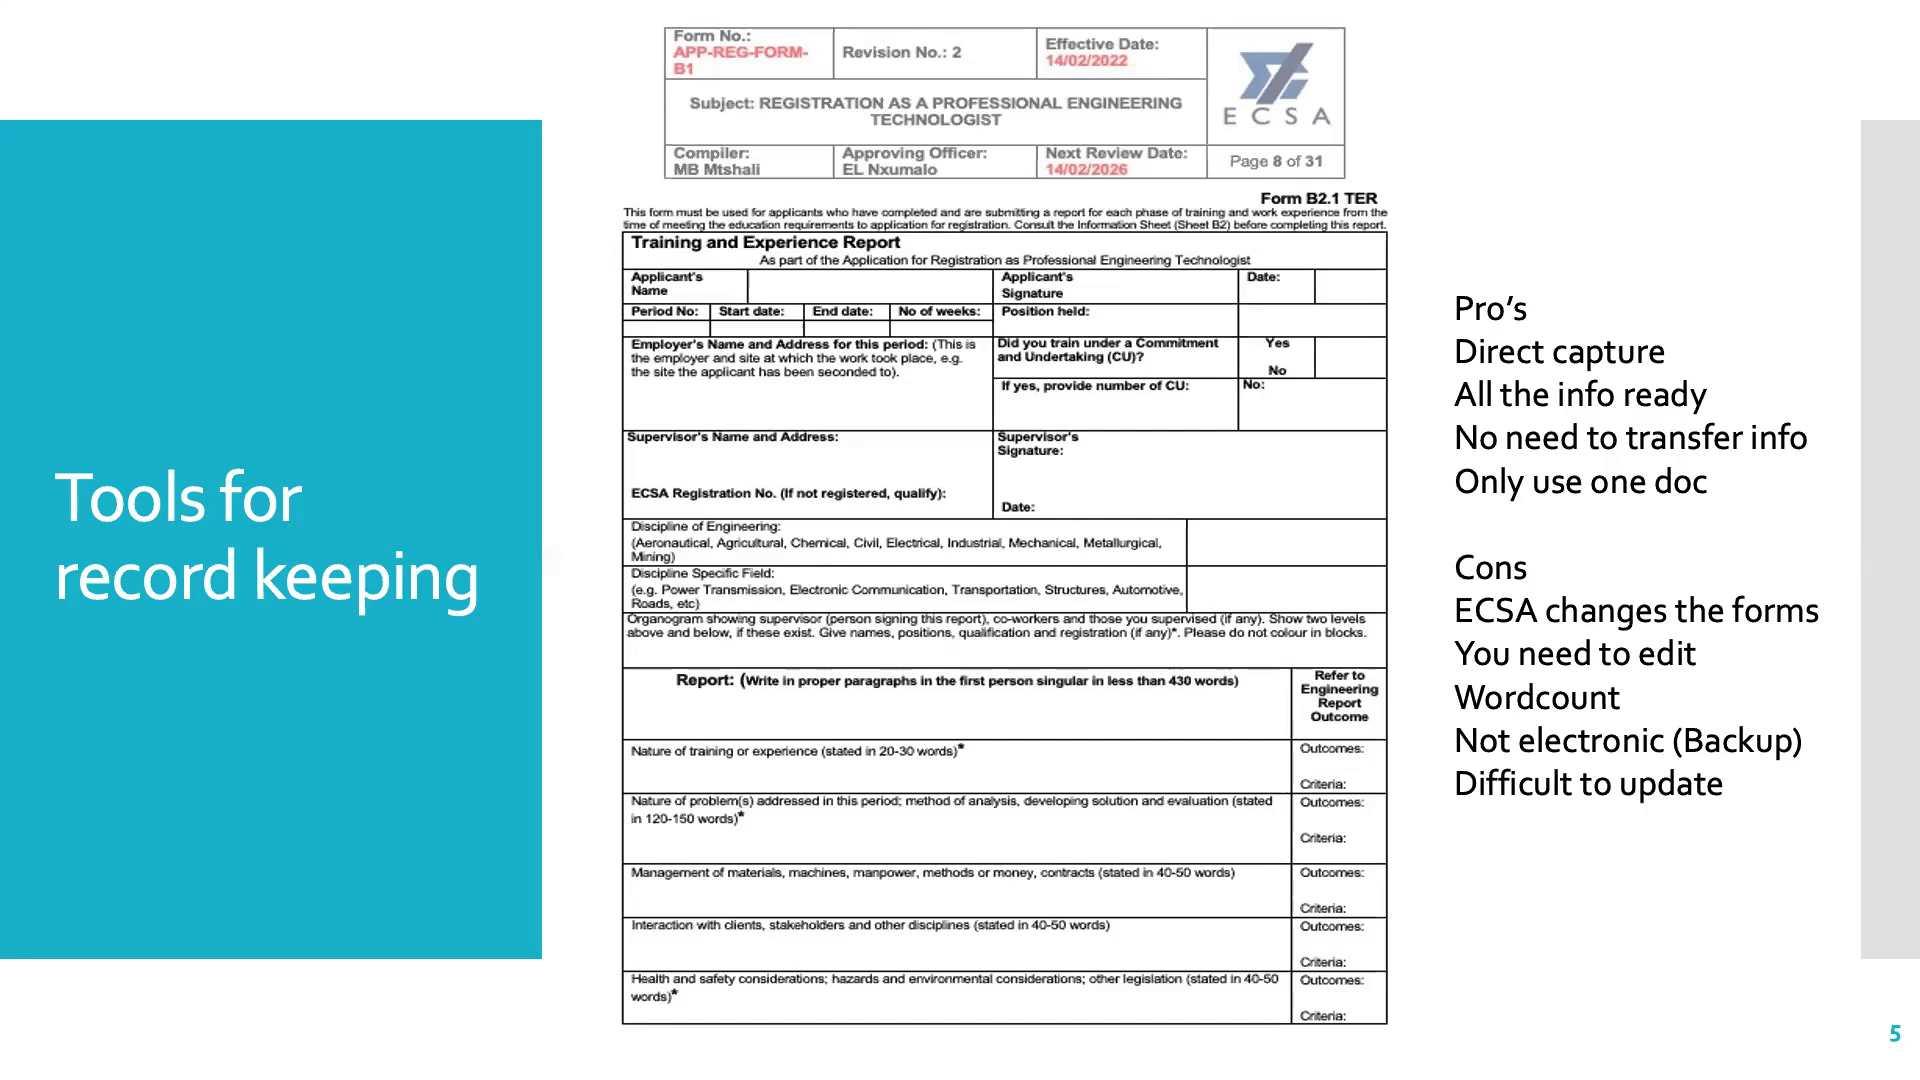 Tools for
record keeping
Form No.:
APP-REG-FORM-
B1
Revision No.: 2
Effective Date:
14/02/2022
ECSA
Subject: REGISTRATION AS A PROFESSIONAL ENGINEERING
TECHNOLOGIST
Compiler:
MB Mtshali
Approving Officer:
EL Nxumalo
Next Review Date:
14/02/2026
Page 8 of 31
Form B2.1 TER
This form must be used for applicants who have completed and are submitting a report for each phase of training and work experience from the
time of meeting the education requirements to application for registration. Consult the Information Sheet (Sheet B2) before completing this report.
Training and Experience Report
As part of the Application for Registration as Professional Engineering Technologist
Applicant's
Name
Applicant's
Signature
Date:
Period No:
Start date:
End date:
No of weeks:
Position held:
Employer's Name and Address for this period: (This is
the employer and site at which the work took place, e.g.
the site the applicant has been seconded to).
Did you train under a Commitment
and Undertaking (CU)?
Yes
No
If yes, provide number of CU:
No:
Supervisor's Name and Address:
ECSA Registration No. (If not registered, qualify):
Supervisor's
Signature:
Date:
Discipline of Engineering:
(Aeronautical, Agricultural, Chemical, Civil, Electrical, Industrial, Mechanical, Metallurgical,
Mining)
Discipline Specific Field:
(e.g. Power Transmission, Electronic Communication, Transportation, Structures, Automotive,
Roads, etc)
Organogram showing supervisor (person signing this report), co-workers and those you supervised (if any). Show two levels
above and below, if these exist. Give names, positions, qualification and registration (if any)*. Please do not colour in blocks.
Report: (Write in proper paragraphs in the first person singular in less than 430 words)
Refer to
Engineering
Report
Outcome
Nature of training or experience (stated in 20-30 words)*
Outcomes:
Criteria:
Nature of problem(s) addressed in this period; method of analysis, developing solution and evaluation (stated
in 120-150 words)*
Outcomes:
Criteria:
Management of materials, machines, manpower, methods or money, contracts (stated in 40-50 words)
Outcomes:
Criteria:
Interaction with clients, stakeholders and other disciplines (stated in 40-50 words)
Outcomes:
Criteria:
Health and safety considerations; hazards and environmental considerations; other legislation (stated in 40-50
words)*
Outcomes:
Criteria:
Pro's
Direct capture
All the info ready
No need to transfer info
Only use one doc
Cons
ECSA changes the forms
You need to edit
Wordcount
Not electronic (Backup)
Difficult to update
5